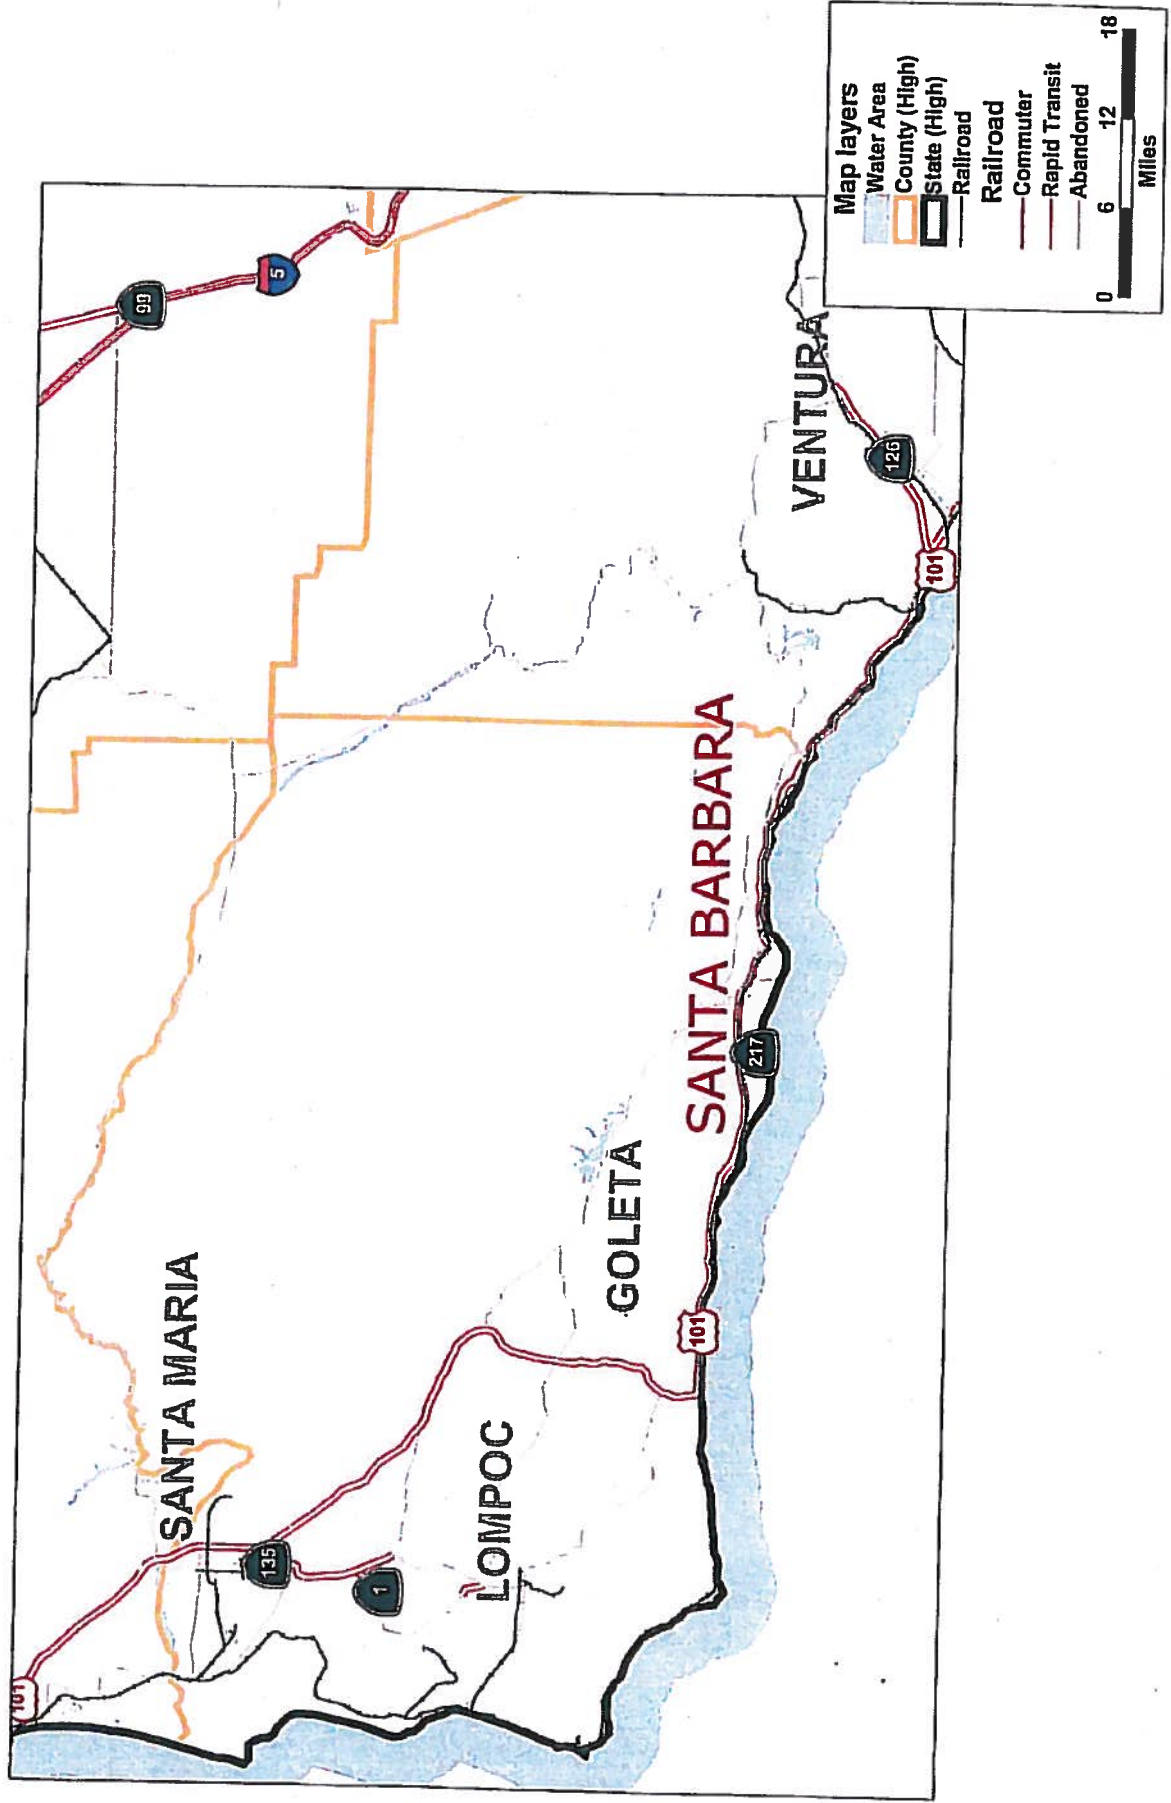 101
SANTA MARIA
135
1
LOMPOC
GOLETA
101
SANTA BARBARA
217
99
5
VENTURA
126
101
Map layers
Water Area
County (High)
State (High)
Railroad
Railroad
Commuter
Rapid Transit
Abandoned
0 6 12 18
Miles